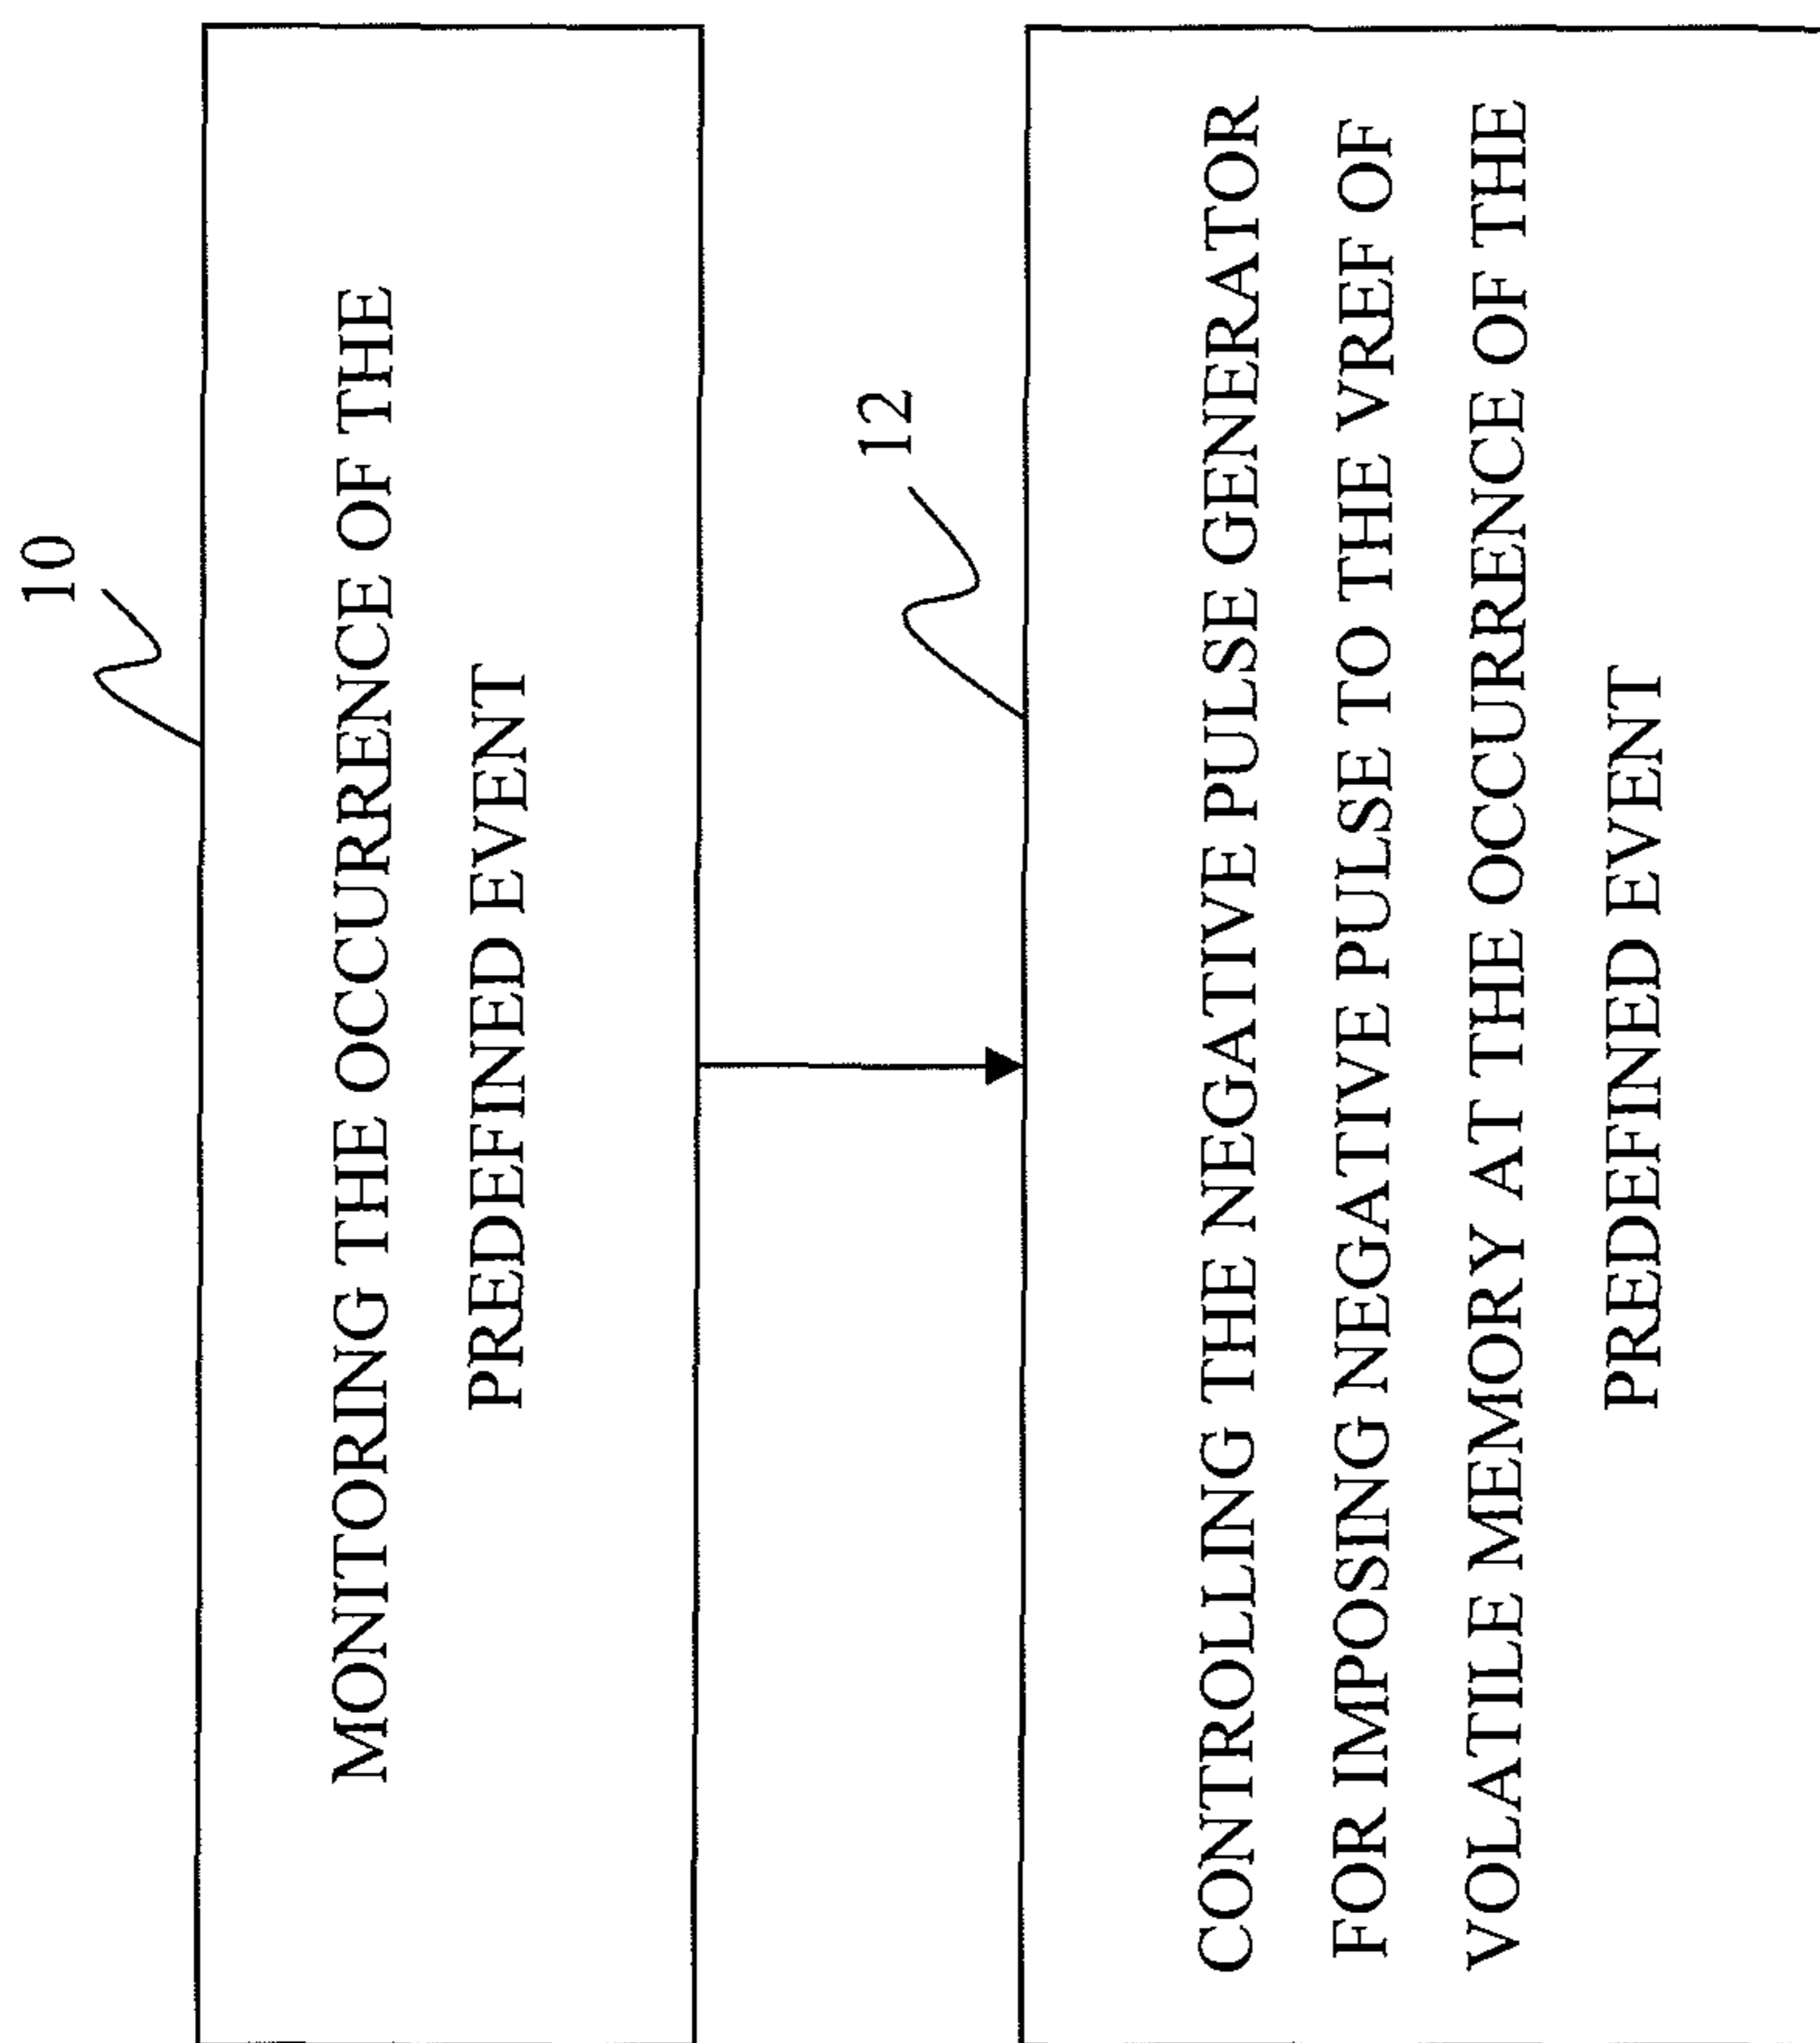 10
MONITORING THE OCCURRENCE OF THE
PREDEFINED EVENT
12
CONTROLLING THE NEGATIVE PULSE GENERATOR
FOR IMPOSING NEGATIVE PULSE TO THE VREF OF
VOLATILE MEMORY AT THE OCCURRENCE OF THE
PREDEFINED EVENT